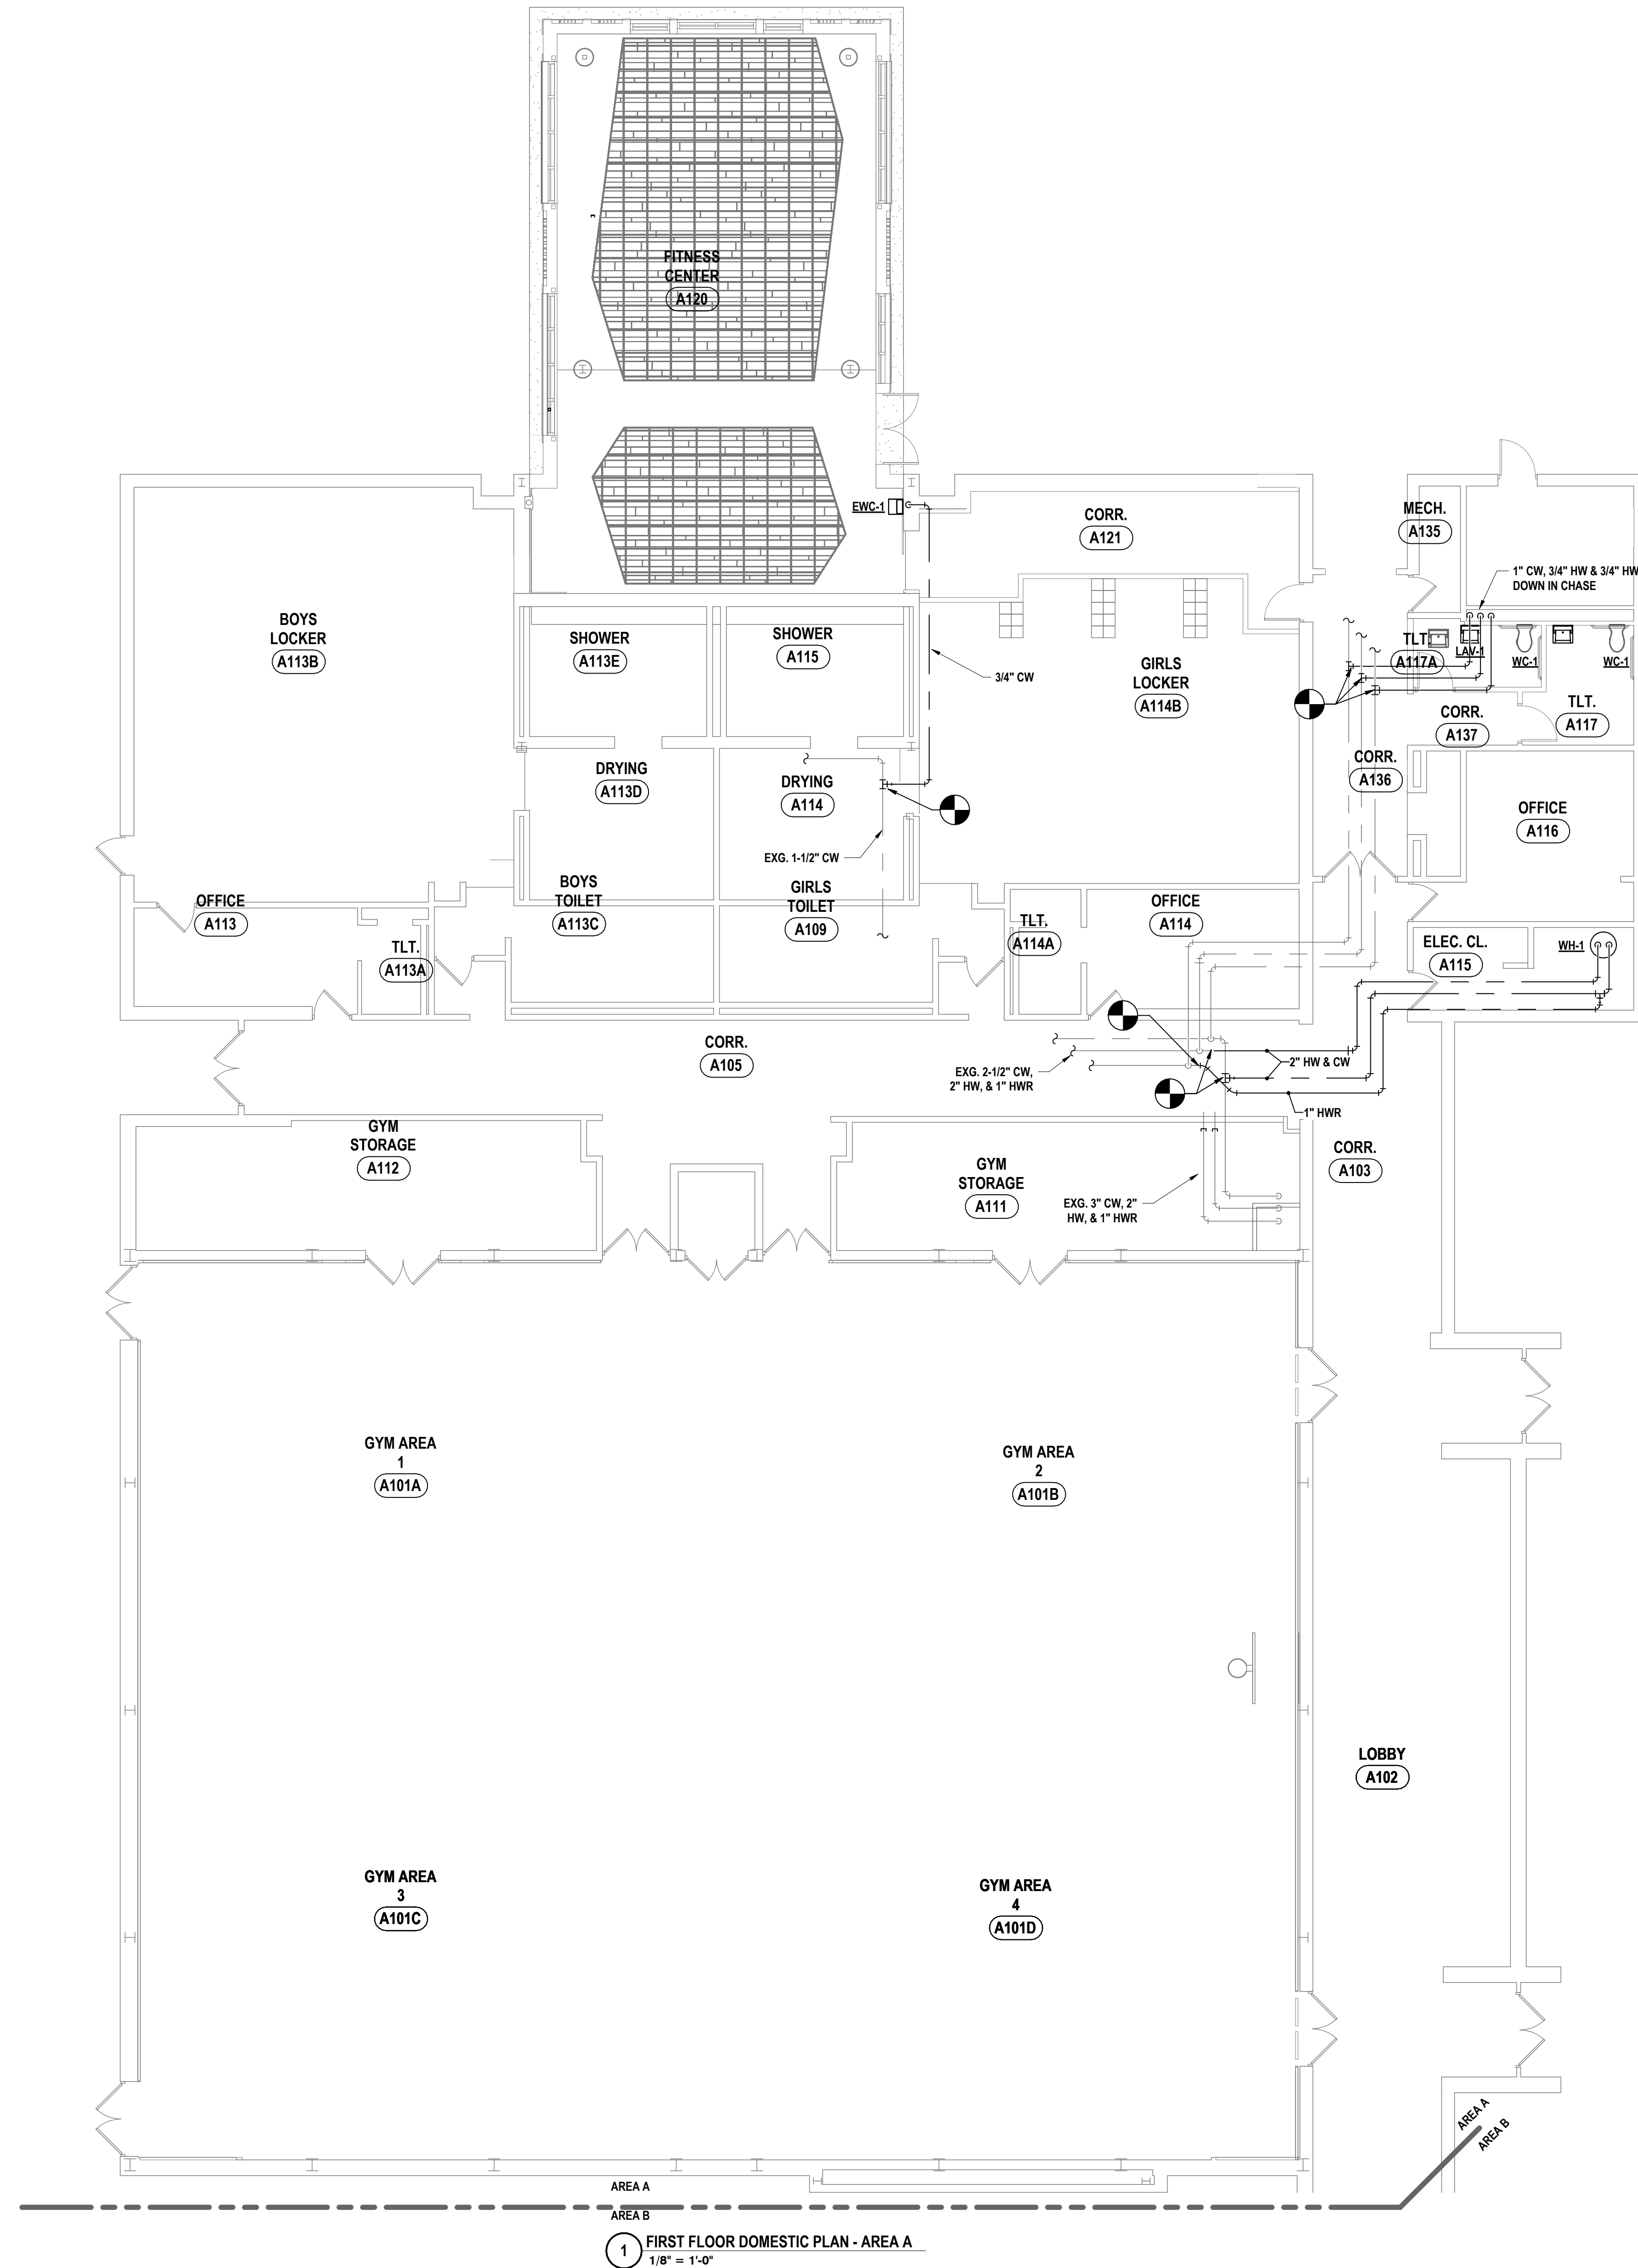 FITNESS
CENTER
A120
EWC-1
CORR.
A121
MECH.
A135
1" CW, 3/4" HW & 3/4" HW
DOWN IN CHASE
BOYS
LOCKER
A113B
SHOWER
A113E
SHOWER
A115
3/4" CW
GIRLS
LOCKER
A114B
TLT.
A117A
LAV-1
WC-1
WC-1
TLT.
A117
CORR.
A137
CORR.
A136
DRYING
A113D
DRYING
A114
EXG. 1-1/2" CW
OFFICE
A116
OFFICE
A113
TLT.
A113A
BOYS
TOILET
A113C
GIRLS
TOILET
A109
TLT.
A114A
OFFICE
A114
ELEC. CL.
A115
WH-1
CORR.
A105
EXG. 2-1/2" CW,
2" HW, & 1" HWR
2" HW & CW
1" HWR
GYM
STORAGE
A112
GYM
STORAGE
A111
EXG. 3" CW, 2"
HW, & 1" HWR
CORR.
A103
GYM AREA
1
A101A
GYM AREA
2
A101B
LOBBY
A102
GYM AREA
3
A101C
GYM AREA
4
A101D
AREA A
AREA B
AREA A
AREA B
1
FIRST FLOOR DOMESTIC PLAN - AREA A
1/8" = 1'-0"